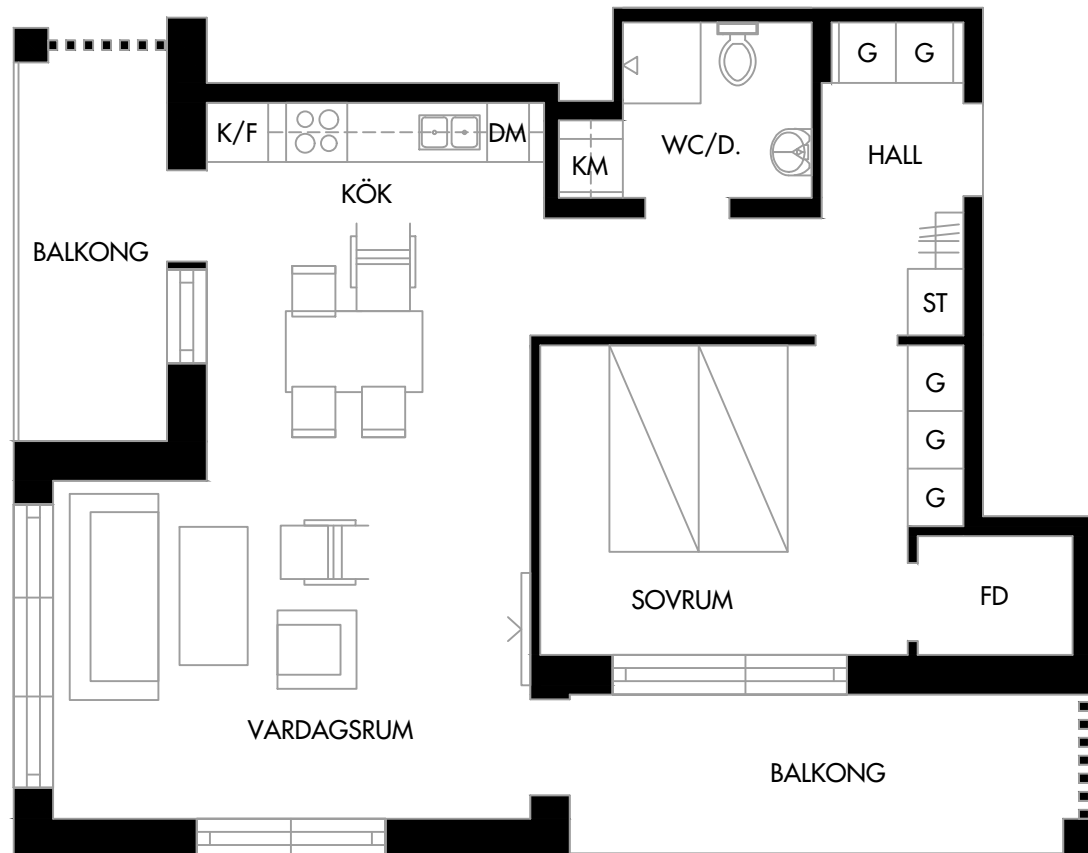 G G
K/F DM
KM
WC/D.
HALL
KÖK
BALKONG
ST
G
G
G
SOVRUM
FD
VARDAGSRUM
BALKONG